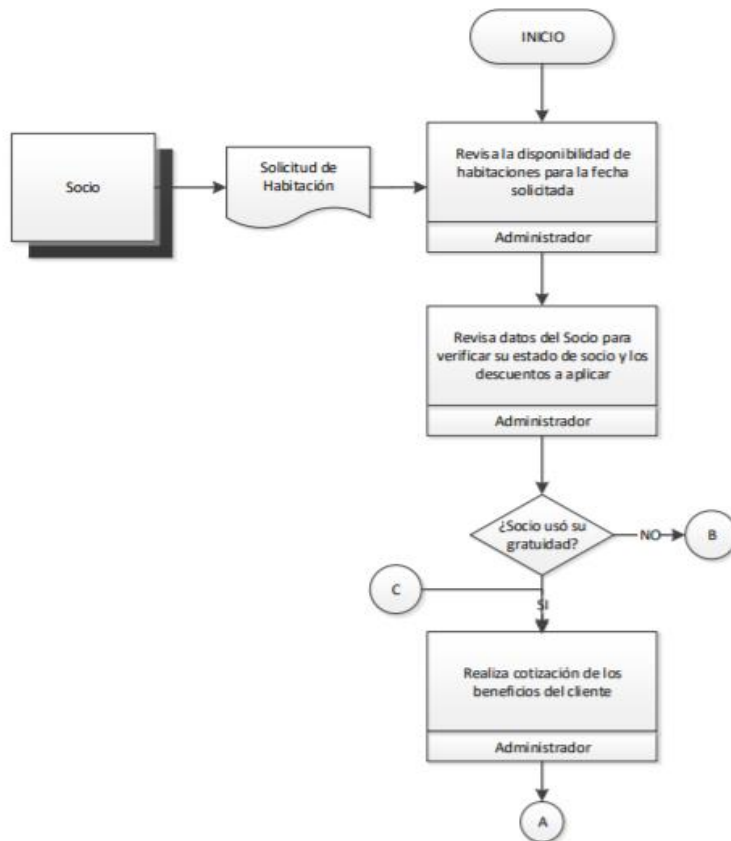 INICIO
Socio
Solicitud de
Habitación
Revisa la disponibilidad de
habitaciones para la fecha
solicitada
Administrador
Revisa datos del Socio para
verificar su estado de socio y los
descuentos a aplicar
Administrador
¿Socio usó su
gratuidad?
NO
B
C
SI
Realiza cotización de los
beneficios del cliente
Administrador
A